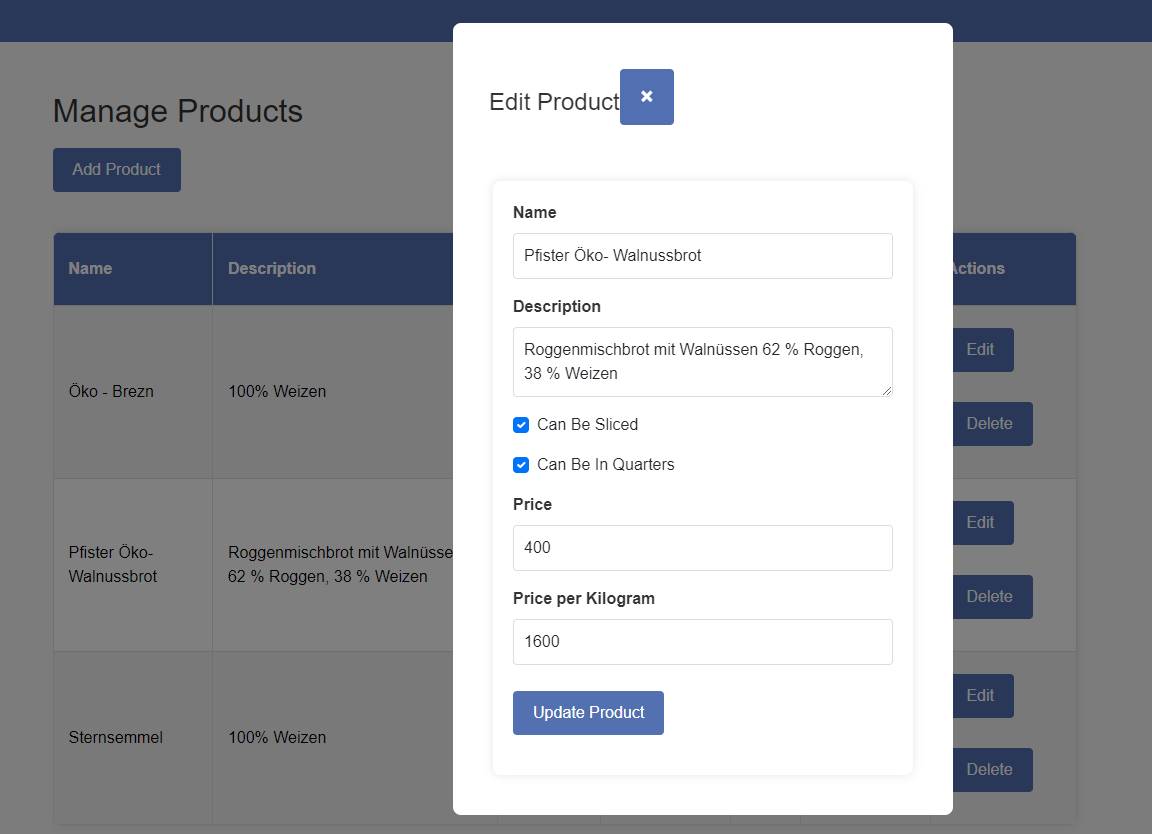 Manage Products
Add Product
Name
Description
Actions
Öko - Brezn
100% Weizen
Edit
Delete
Pfister Öko-
Walnussbrot
Roggenmischbrot mit Walnüsse
62 % Roggen, 38 % Weizen
Edit
Delete
Sternsemmel
100% Weizen
Edit
Delete
Edit Product
×
Name
Pfister Öko- Walnussbrot
Description
Roggenmischbrot mit Walnüssen 62 % Roggen,
38 % Weizen
Can Be Sliced
Can Be In Quarters
Price
400
Price per Kilogram
1600
Update Product